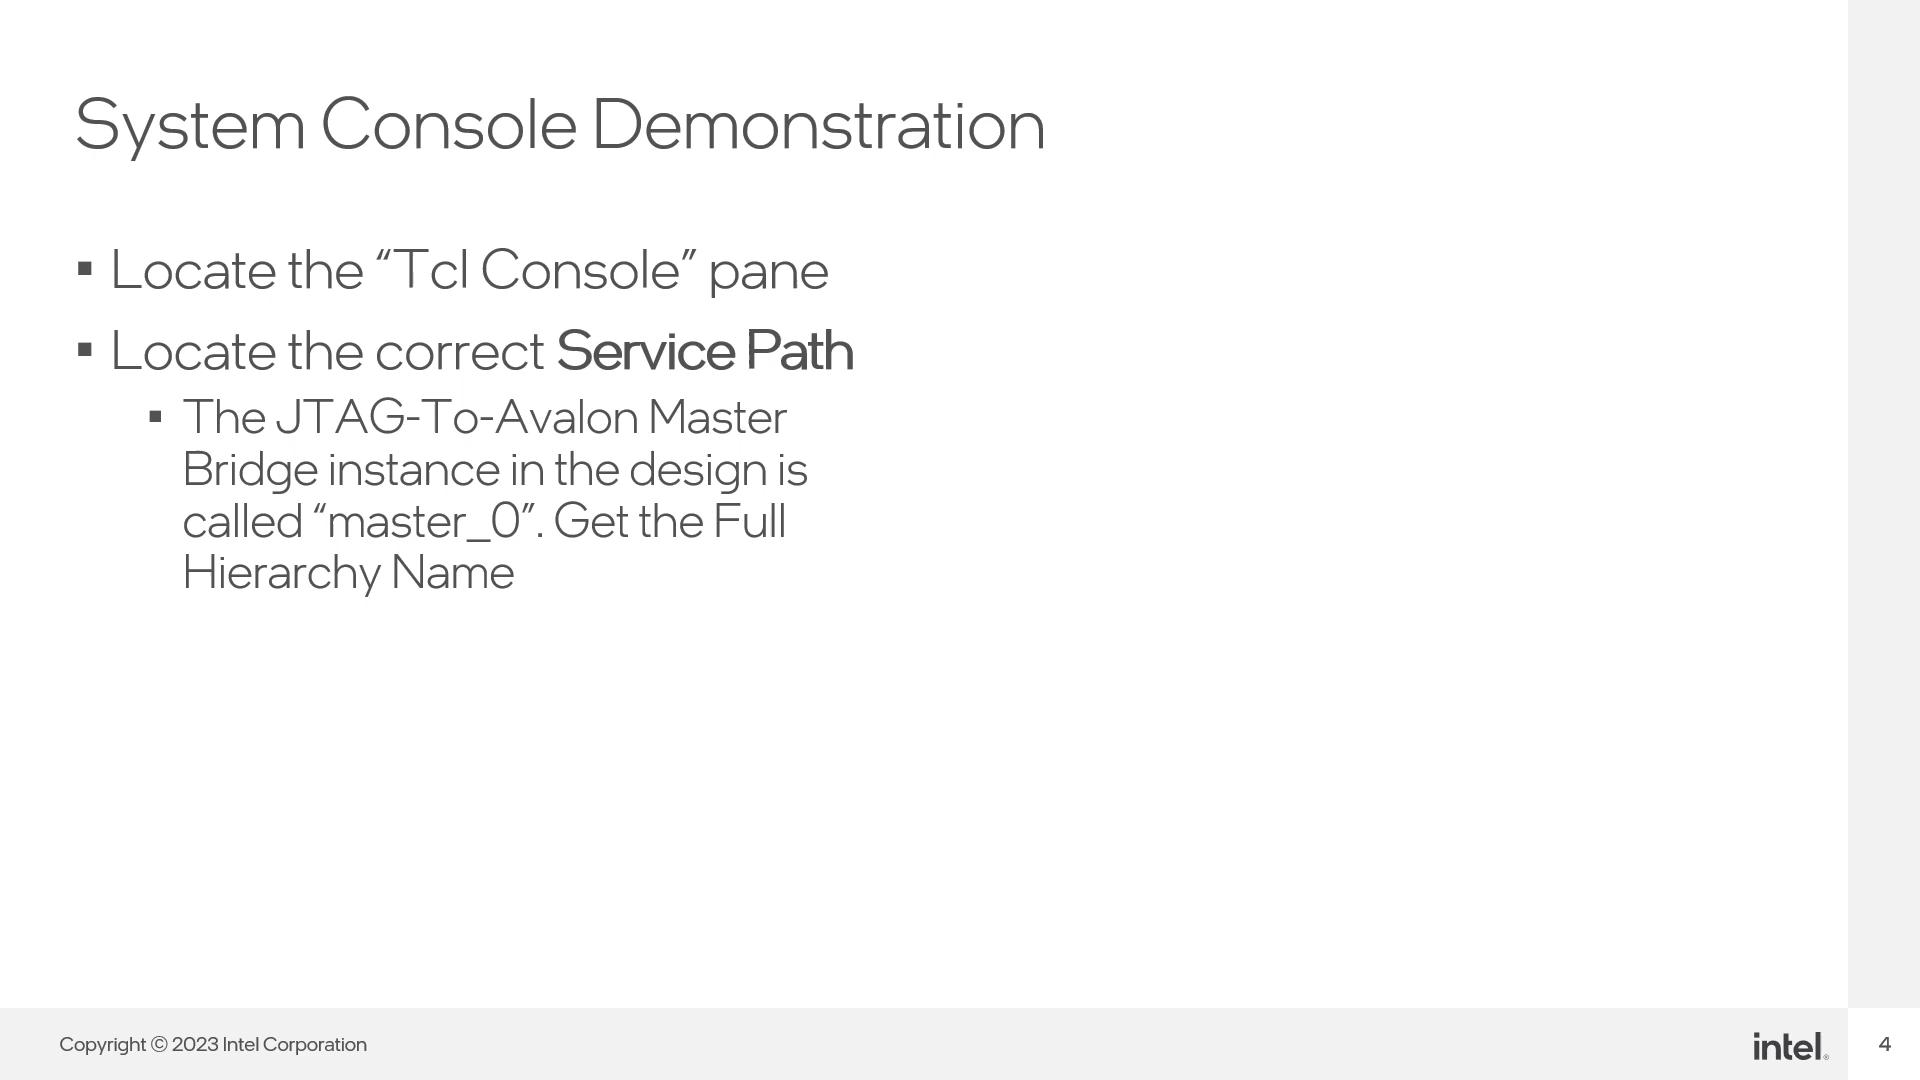 System Console Demonstration
▪ Locate the “Tcl Console” pane
▪ Locate the correct Service Path
▪ The JTAG-To-Avalon Master
Bridge instance in the design is
called “master_0”. Get the Full
Hierarchy Name
Copyright © 2023 Intel Corporation
intel®
4